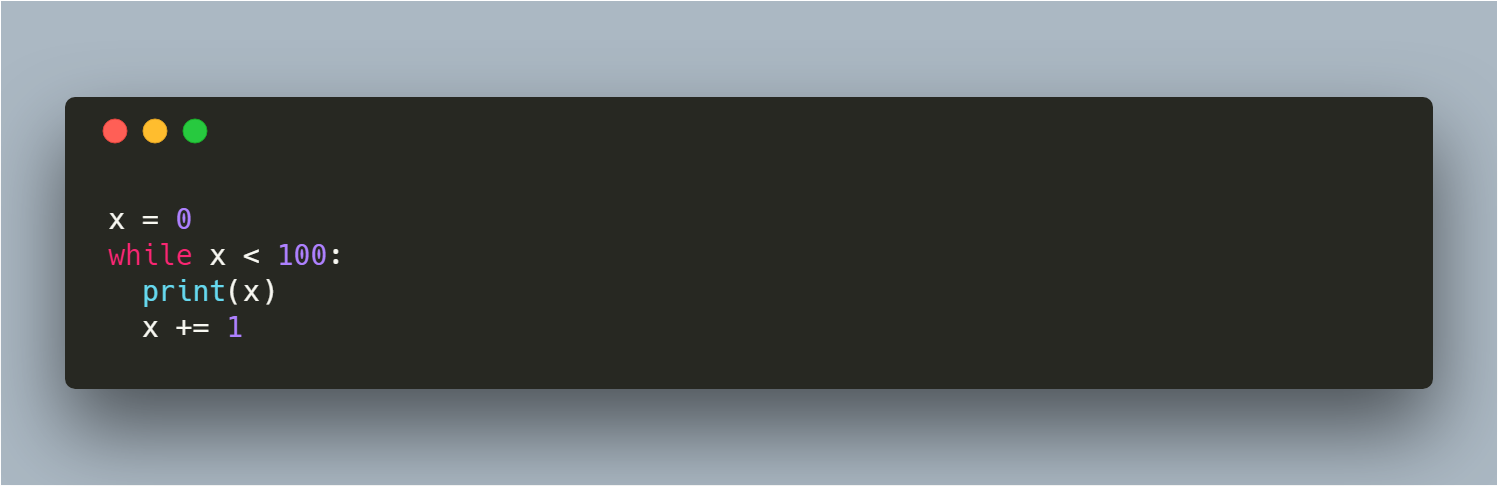 x = 0
while x < 100:
  print(x)
  x += 1